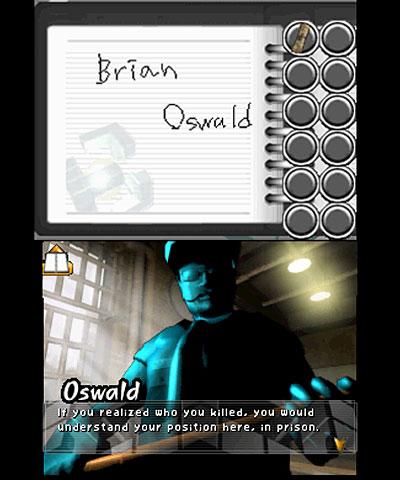 Brian
Oswald
Oswald
If you realized who you killed, you would
understand your position here, in prison.